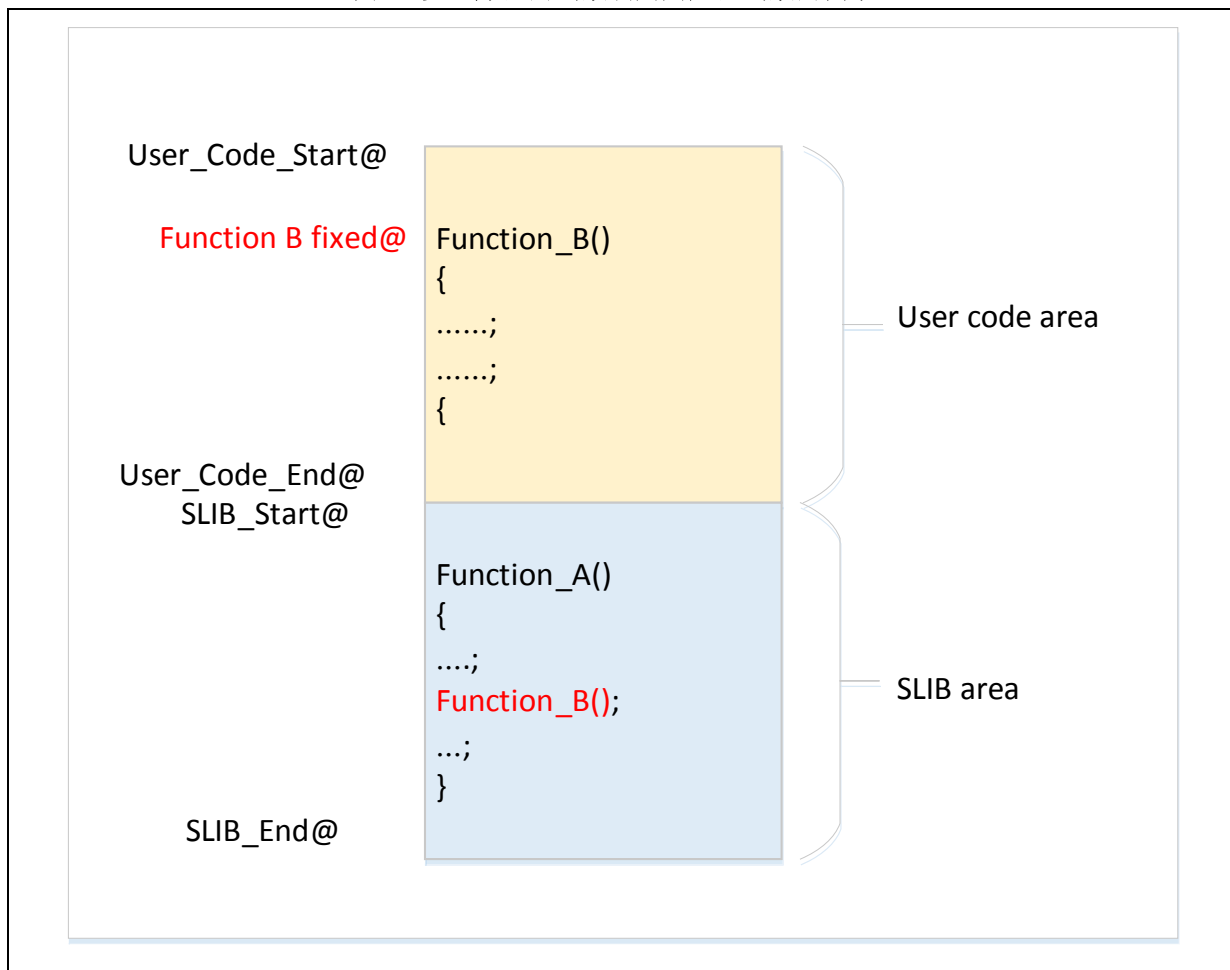 User_Code_Start@
Function B fixed@
Function_B()
{
......;
......;
{
User code area
User_Code_End@
SLIB_Start@
Function_A()
{
....;
Function_B();
...;
}
SLIB area
SLIB_End@